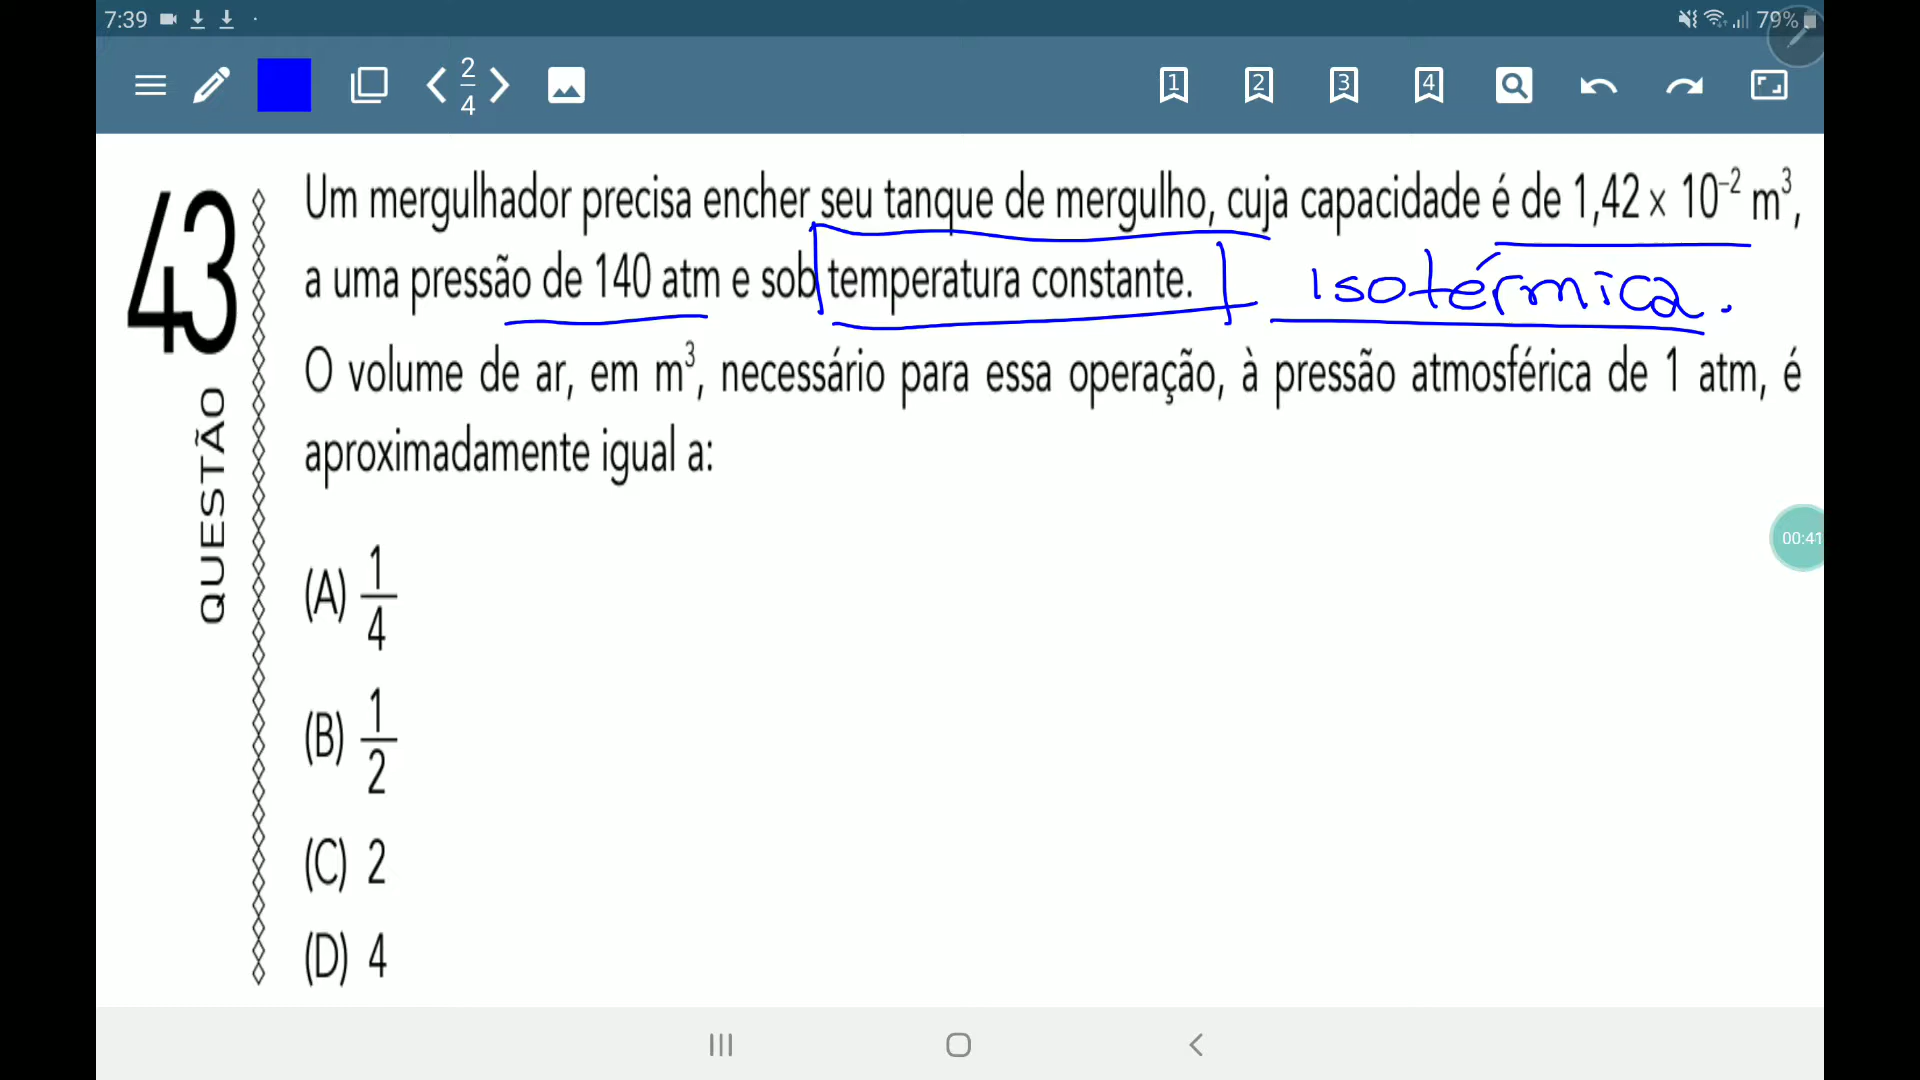 7:39
79%
2
4
1
2
3
4
QUESTÃO 43
Um mergulhador precisa encher seu tanque de mergulho, cuja capacidade é de 1,42 × 10⁻² m³,
a uma pressão de 140 atm e sob temperatura constante. Isotérmica.
O volume de ar, em m³, necessário para essa operação, à pressão atmosférica de 1 atm, é
aproximadamente igual a:
00:41
(A) 1/4
(B) 1/2
(C) 2
(D) 4